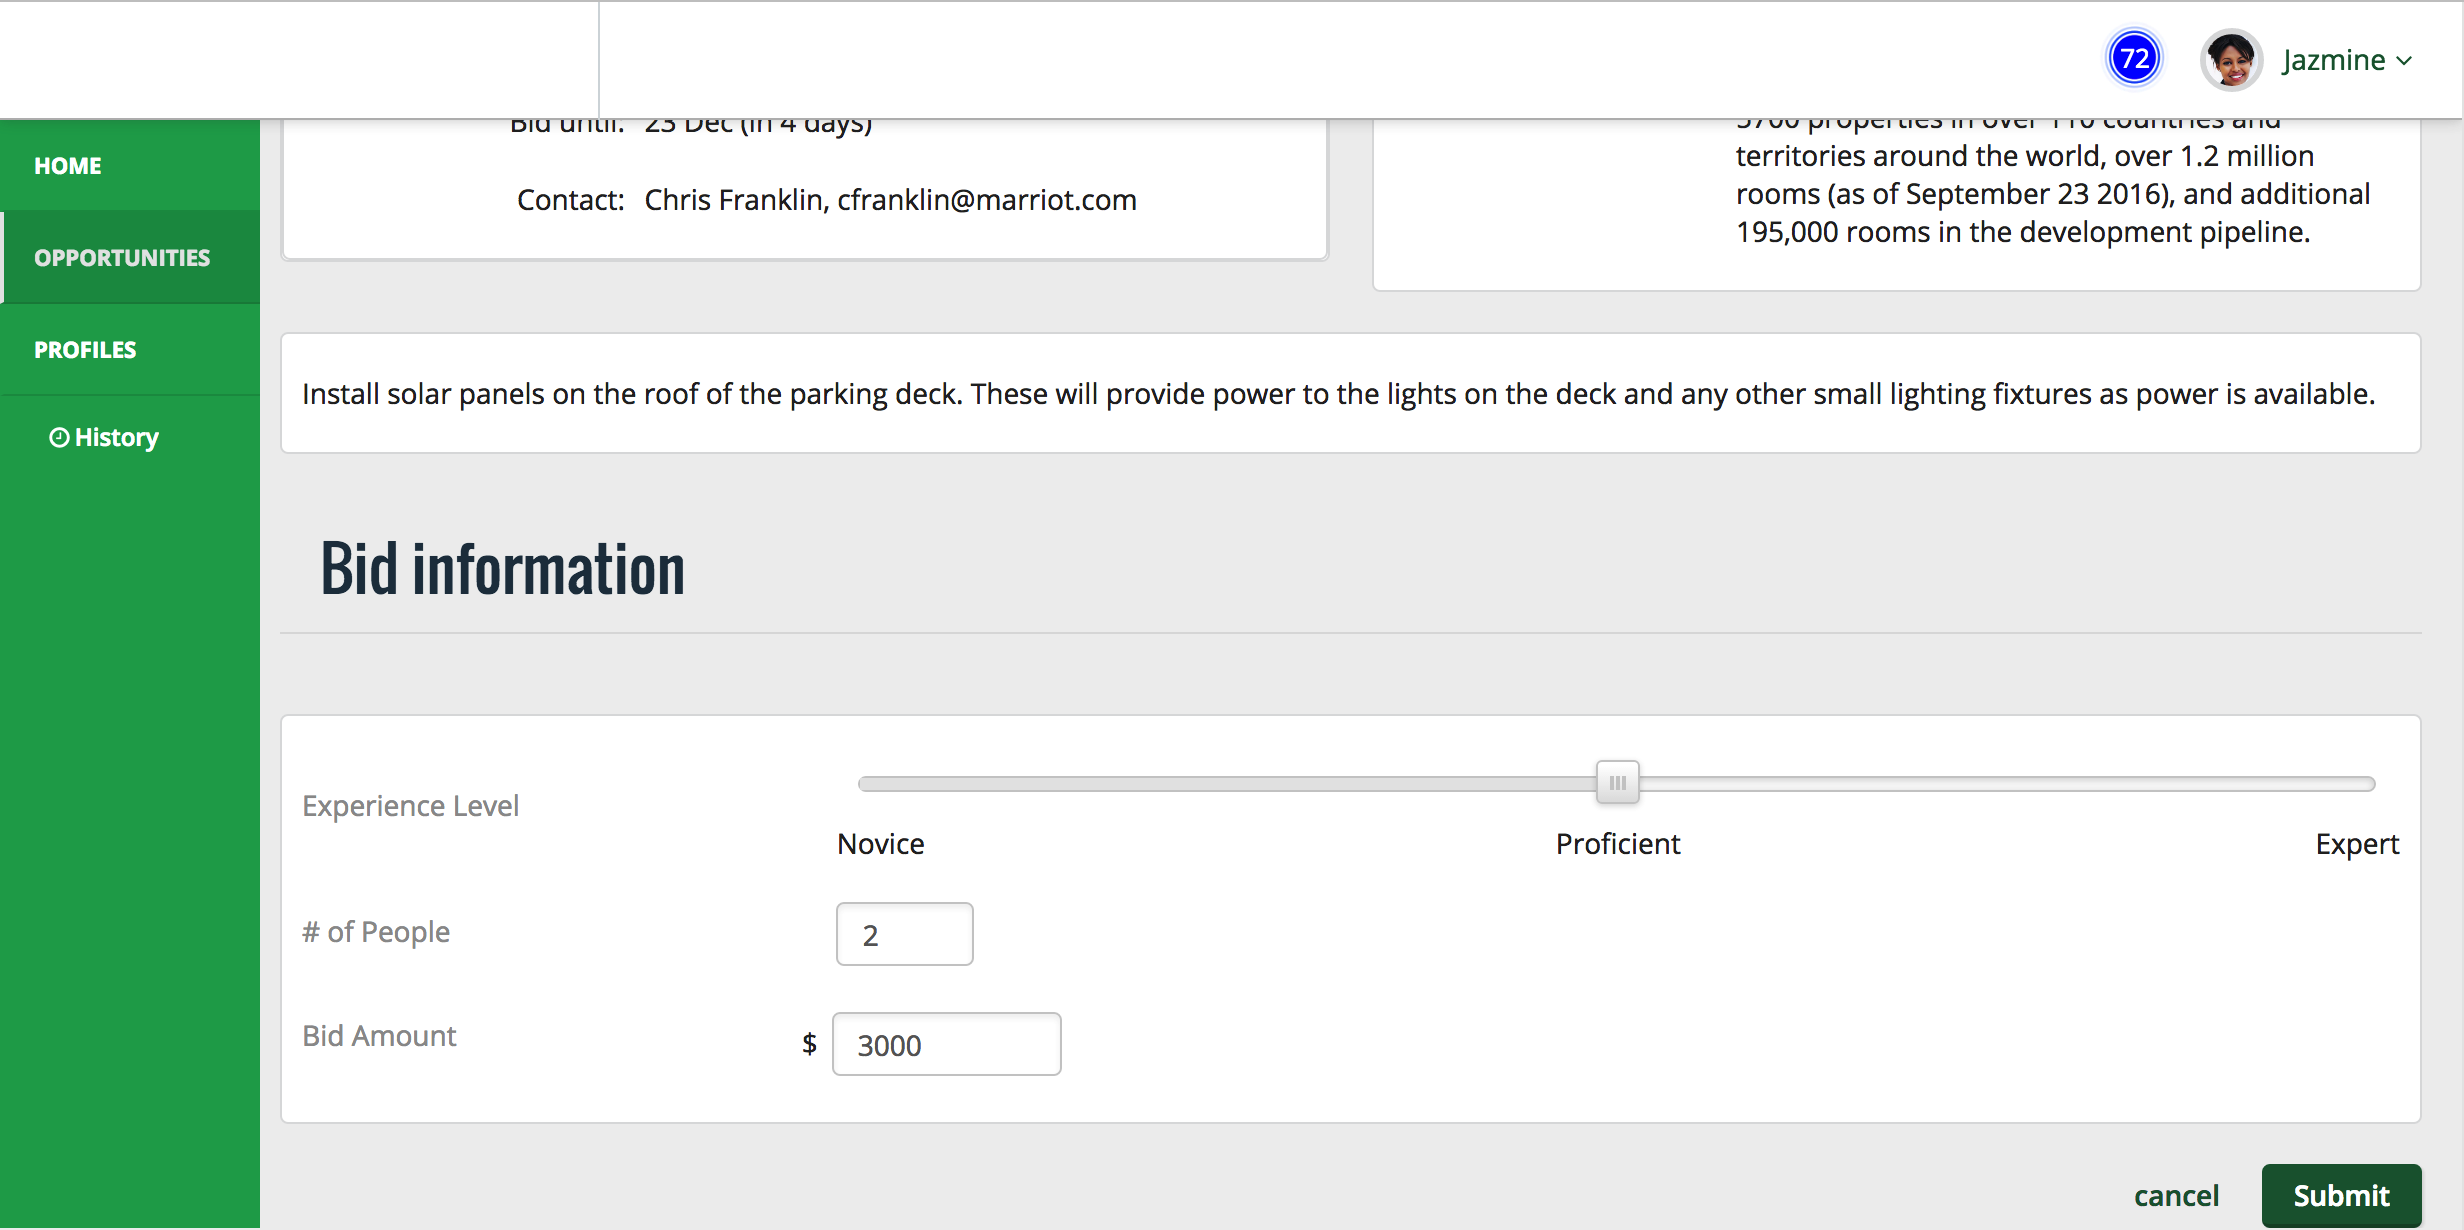 72
Jazmine
HOME
OPPORTUNITIES
PROFILES
History
Bid until: 23 Dec (in 4 days)
Contact: Chris Franklin, cfranklin@marriot.com
5700 properties in over 110 countries and
territories around the world, over 1.2 million
rooms (as of September 23 2016), and additional
195,000 rooms in the development pipeline.
Install solar panels on the roof of the parking deck. These will provide power to the lights on the deck and any other small lighting fixtures as power is available.
Bid information
Experience Level
Novice Proficient Expert
# of People 2
Bid Amount $ 3000
cancel Submit